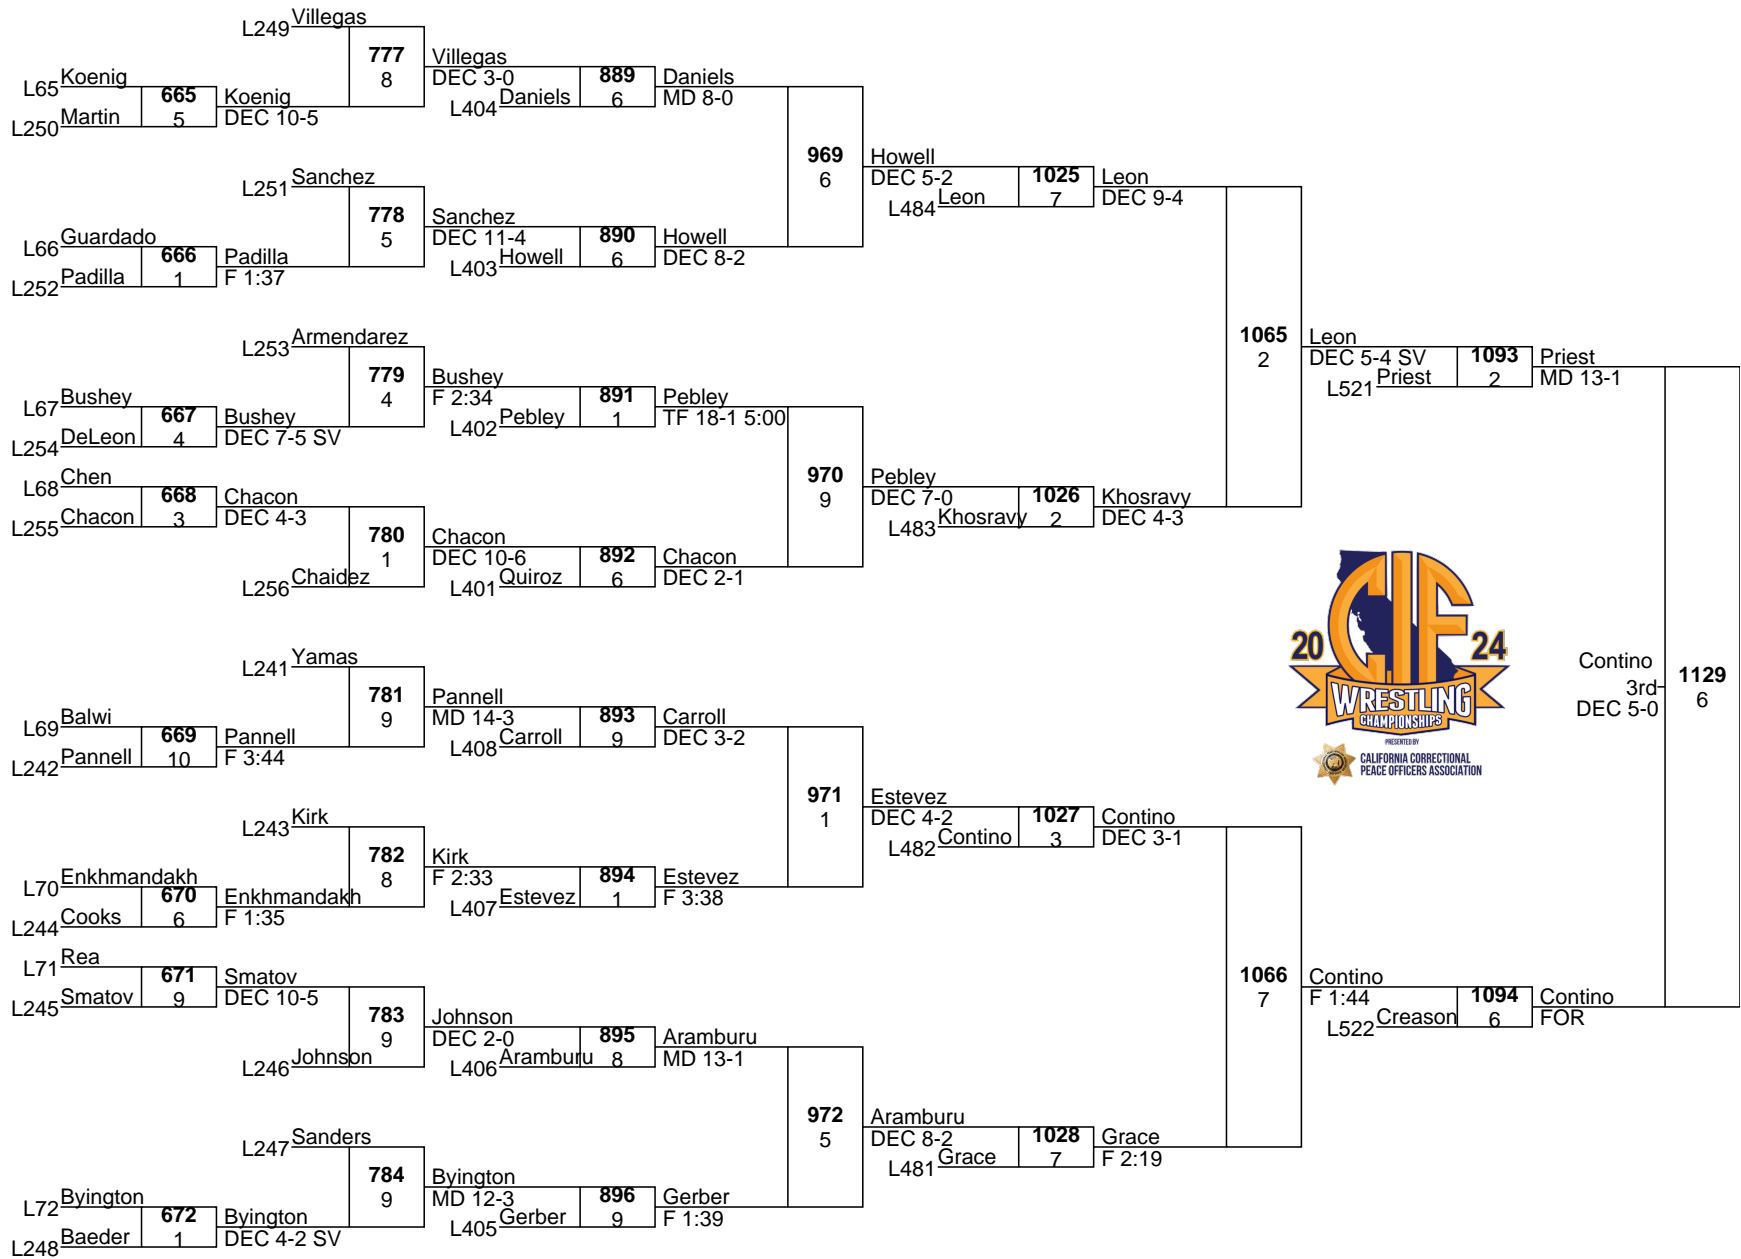 Villegas
L249
777
8
Villegas
DEC 3-0
Koenig
L65
665
5
Koenig
DEC 10-5
Martin
L250
889
6
Daniels
MD 8-0
Daniels
L404
969
6
Howell
DEC 5-2
Sanchez
L251
778
5
Sanchez
DEC 11-4
Leon
L484
1025
7
Leon
DEC 9-4
Guardado
L66
666
1
Padilla
F 1:37
Padilla
L252
890
6
Howell
DEC 8-2
Howell
L403
Armendarez
L253
779
4
Bushey
F 2:34
1065
2
Leon
DEC 5-4 SV
1093
2
Priest
MD 13-1
Priest
L521
Bushey
L67
667
4
Bushey
DEC 7-5 SV
DeLeon
L254
891
1
Pebley
TF 18-1 5:00
Pebley
L402
970
9
Pebley
DEC 7-0
Chen
L68
668
3
Chacon
DEC 4-3
Chacon
L255
1026
2
Khosravy
DEC 4-3
Khosravy
L483
780
1
Chacon
DEC 10-6
Chaidez
L256
892
6
Chacon
DEC 2-1
Quiroz
L401
20 CIF 24
WRESTLING
CHAMPIONSHIPS
PRESENTED BY
CALIFORNIA CORRECTIONAL
PEACE OFFICERS ASSOCIATION
Contino
3rd
DEC 5-0
1129
6
Yamas
L241
781
9
Pannell
MD 14-3
Balwi
L69
669
10
Pannell
F 3:44
Pannell
L242
893
9
Carroll
DEC 3-2
Carroll
L408
971
1
Estevez
DEC 4-2
1027
3
Contino
DEC 3-1
Contino
L482
Kirk
L243
782
8
Kirk
F 2:33
Enkhmandakh
L70
670
6
Enkhmandakh
F 1:35
Cooks
L244
894
1
Estevez
F 3:38
Estevez
L407
Rea
L71
671
9
Smatov
DEC 10-5
Smatov
L245
1066
7
Contino
F 1:44
1094
6
Contino
FOR
Creason
L522
783
9
Johnson
DEC 2-0
Johnson
L246
895
8
Aramburu
MD 13-1
Aramburu
L406
972
5
Aramburu
DEC 8-2
1028
7
Grace
F 2:19
Grace
L481
Sanders
L247
784
9
Byington
MD 12-3
Byington
L72
672
1
Byington
DEC 4-2 SV
Baeder
L248
896
9
Gerber
F 1:39
Gerber
L405